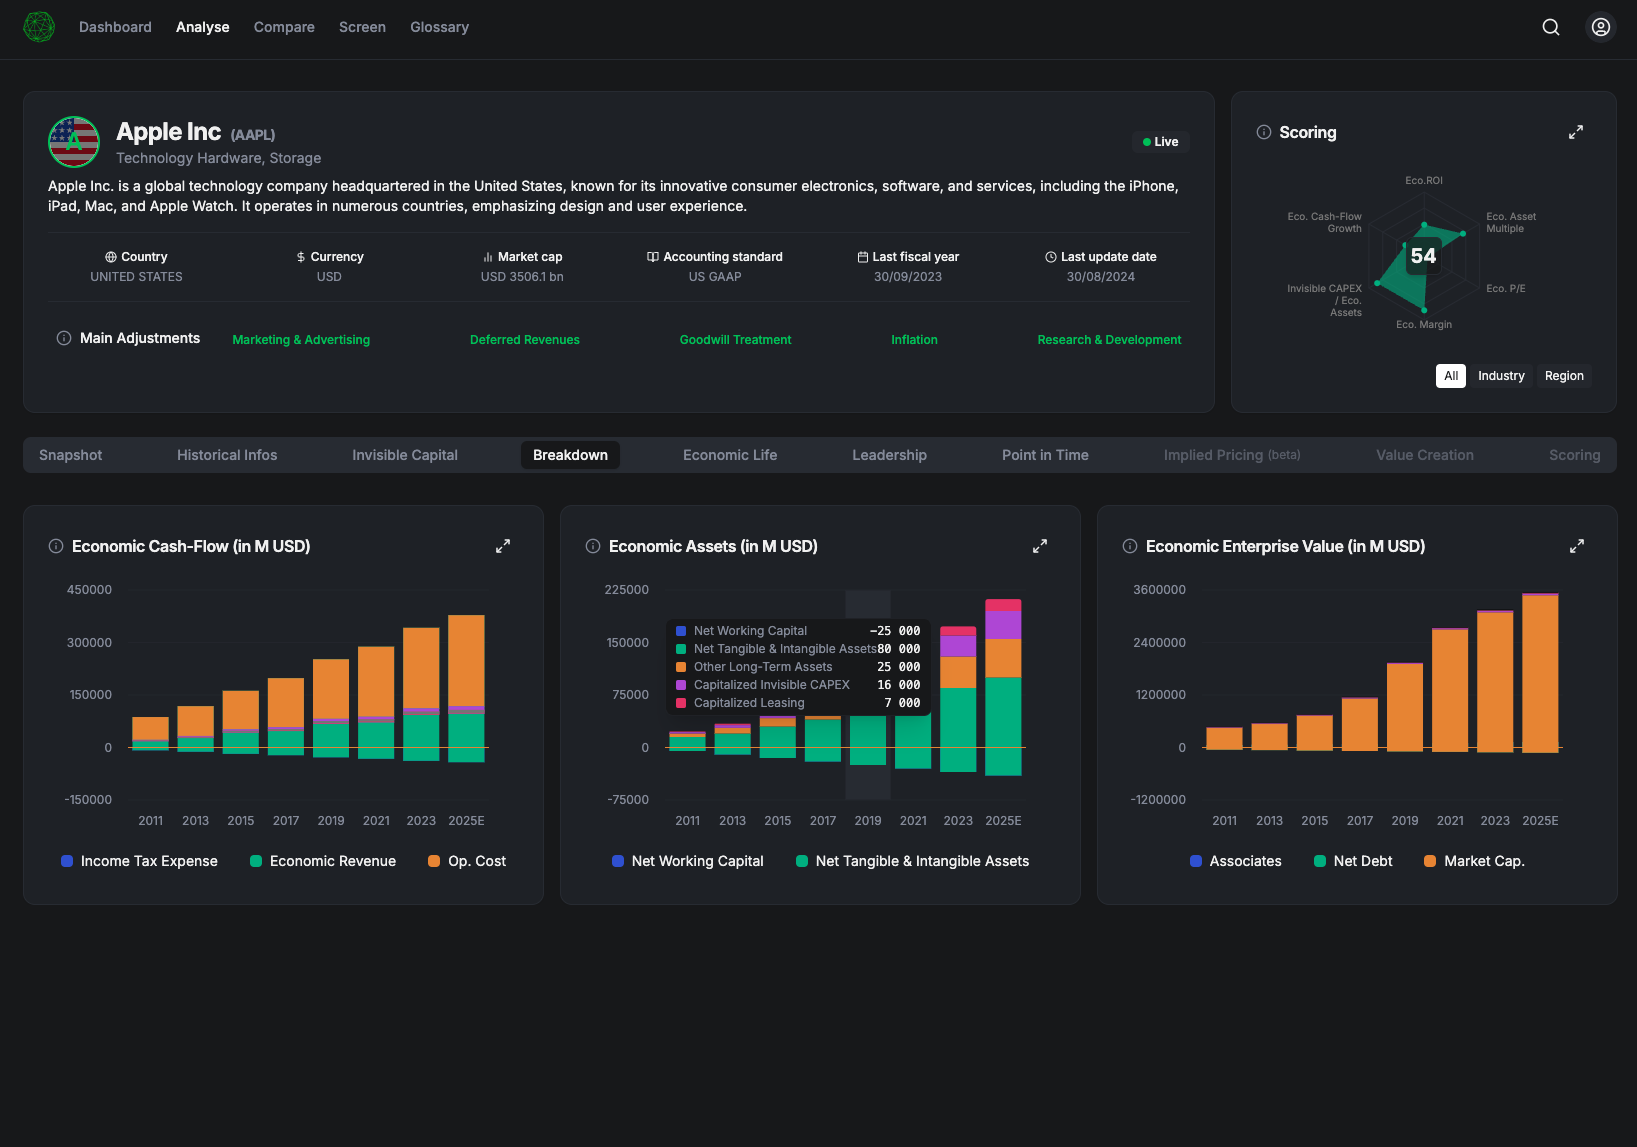 Dashboard Analyse Compare Screen Glossary
A
Apple Inc (AAPL)
Technology Hardware, Storage
Live
Apple Inc. is a global technology company headquartered in the United States, known for its innovative consumer electronics, software, and services, including the iPhone,
iPad, Mac, and Apple Watch. It operates in numerous countries, emphasizing design and user experience.
Country Currency Market cap Accounting standard Last fiscal year Last update date
UNITED STATES USD USD 3506.1 bn US GAAP 30/09/2023 30/08/2024
Main Adjustments Marketing & Advertising Deferred Revenues Goodwill Treatment Inflation Research & Development
Scoring
Eco.ROI
Eco. Asset
Multiple
Eco. P/E
Eco. Margin
Invisible CAPEX
/ Eco.
Assets
Eco. Cash-Flow
Growth
54
All Industry Region
Snapshot Historical Infos Invisible Capital Breakdown Economic Life Leadership Point in Time Implied Pricing (beta) Value Creation Scoring
Economic Cash-Flow (in M USD)
450000
300000
150000
0
-150000
2011 2013 2015 2017 2019 2021 2023 2025E
Income Tax Expense Economic Revenue Op. Cost
Economic Assets (in M USD)
225000
150000
75000
0
-75000
Net Working Capital -25 000
Net Tangible & Intangible Assets 80 000
Other Long-Term Assets 25 000
Capitalized Invisible CAPEX 16 000
Capitalized Leasing 7 000
2011 2013 2015 2017 2019 2021 2023 2025E
Net Working Capital Net Tangible & Intangible Assets
Economic Enterprise Value (in M USD)
3600000
2400000
1200000
0
-1200000
2011 2013 2015 2017 2019 2021 2023 2025E
Associates Net Debt Market Cap.